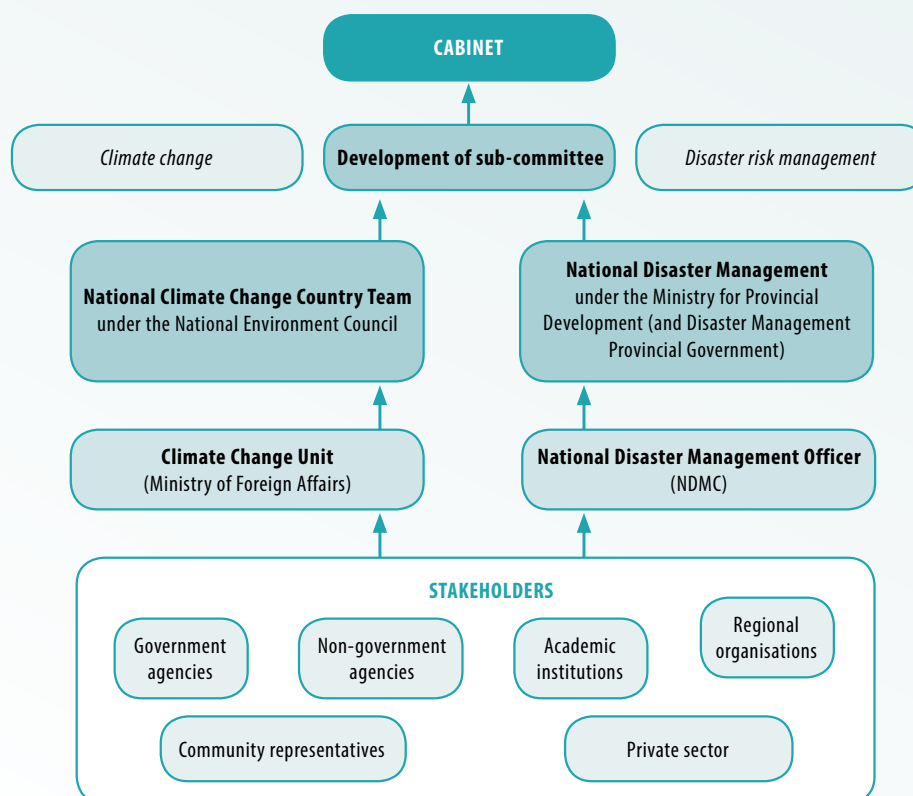 CABINET
Climate change
Development of sub-committee
Disaster risk management
National Climate Change Country Team
under the National Environment Council
National Disaster Management
under the Ministry for Provincial
Development (and Disaster Management
Provincial Government)
Climate Change Unit
(Ministry of Foreign Affairs)
National Disaster Management Officer
(NDMC)
STAKEHOLDERS
Government
agencies
Non-government
agencies
Academic
institutions
Regional
organisations
Community representatives
Private sector